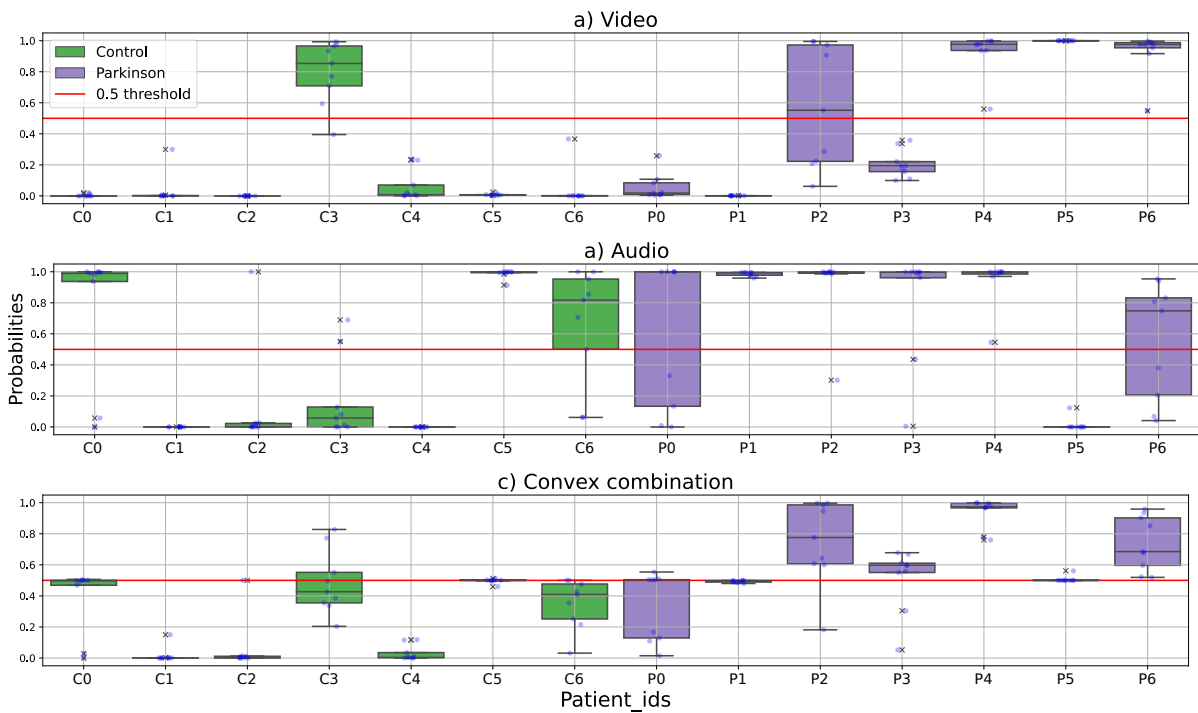 a) Video
Control
Parkinson
0.5 threshold
1.0
0.8
0.6
0.4
0.2
0.0
C0 C1 C2 C3 C4 C5 C6 P0 P1 P2 P3 P4 P5 P6
a) Audio
Probabilities
1.0
0.8
0.6
0.4
0.2
0.0
C0 C1 C2 C3 C4 C5 C6 P0 P1 P2 P3 P4 P5 P6
c) Convex combination
1.0
0.8
0.6
0.4
0.2
0.0
C0 C1 C2 C3 C4 C5 C6 P0 P1 P2 P3 P4 P5 P6
Patient_ids